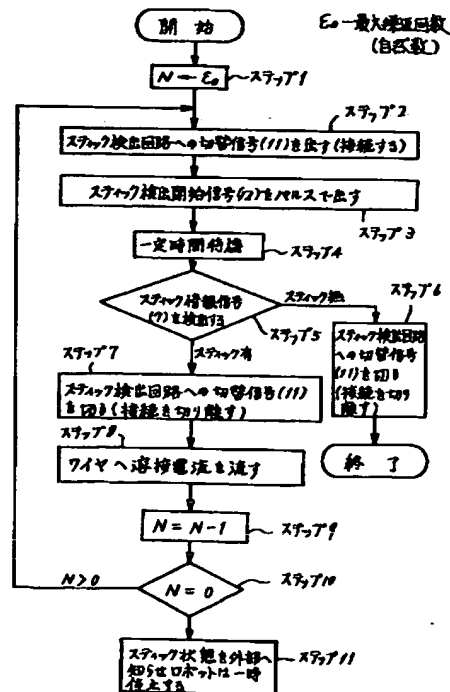 開始
ε₀—最大繰返回数
(自然数)
N ← ε₀
ステップ1
ステップ2
スティック検出回路への切替信号(11)を出す(接続する)
スティック検出開始信号(12)をパルスで出す
ステップ3
一定時間待機
ステップ4
スティック情報信号
(7)を検出する
スティック無
ステップ5
ステップ6
スティック検出回路
への切替信号
(11)を切る
(接続を切り
離す)
終了
スティック有
ステップ7
スティック検出回路への切替信号(11)
を切る(接続を切り離す)
ステップ8
ワイヤへ溶接電流を流す
N = N-1
ステップ9
N>0
N = 0
ステップ10
スティック状態を外部へ
知らせロボットは一時
停止する
ステップ11